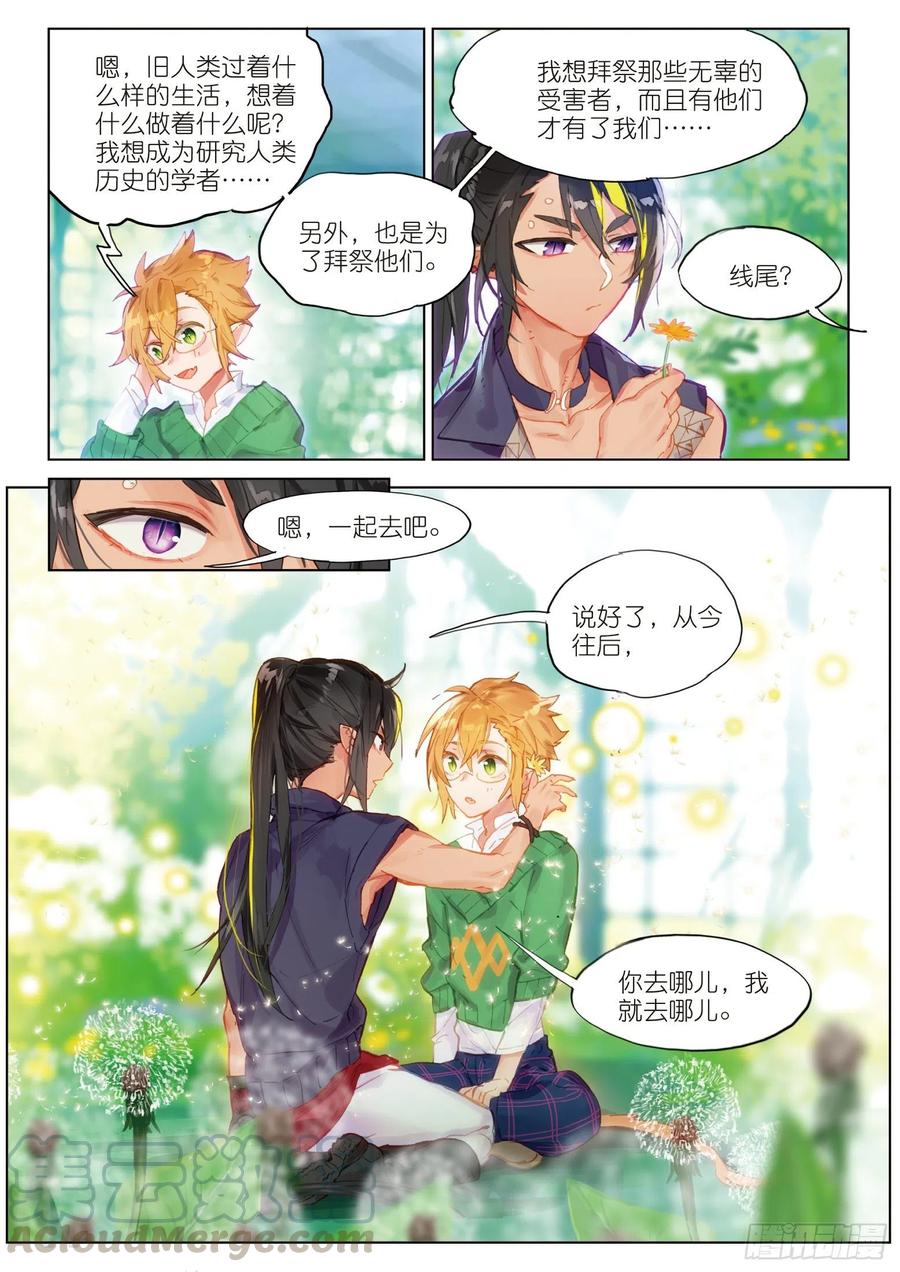 嗯，旧人类过着什
么样的生活，想着
什么做着什么呢？
我想成为研究人类
历史的学者……
另外，也是为
了拜祭他们。
我想拜祭那些无辜的
受害者，而且有他们
才有了我们……
线尾？
嗯，一起去吧。
说好了，从今
往后，
你去哪儿，我
就去哪儿。
集云数据
ACloudMerge.com
腾讯动漫